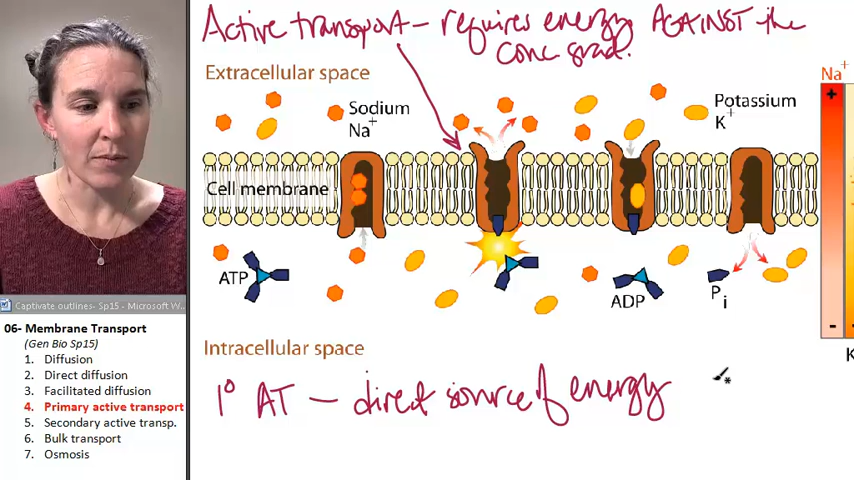 Active transport – requires energy AGAINST the
conc grad.
Extracellular space
Na+
Sodium
Na+
Potassium
K+
+
Cell membrane
ATP
ADP
Pi
-
K
Intracellular space
1° AT – direct source of energy
Captivate outlines- Sp15 - Microsoft W.
06- Membrane Transport
(Gen Bio Sp15)
1. Diffusion
2. Direct diffusion
3. Facilitated diffusion
4. Primary active transport
5. Secondary active transp.
6. Bulk transport
7. Osmosis